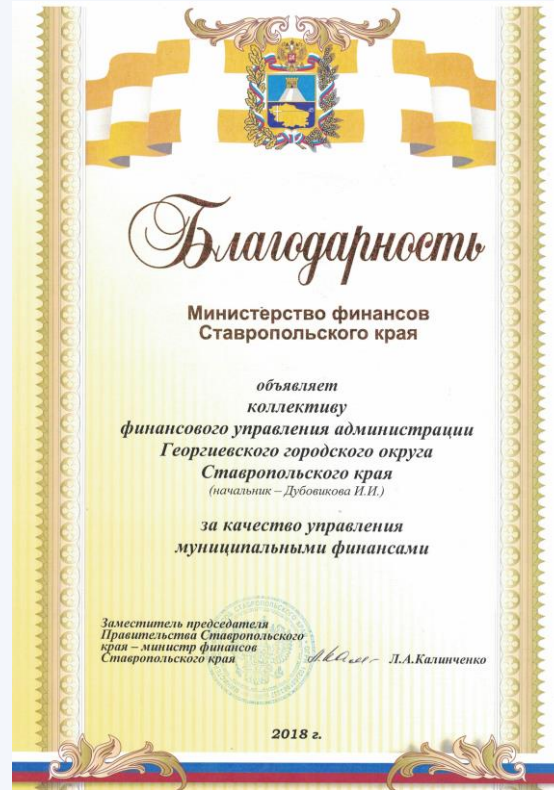 Благодарность
Министерство финансов
Ставропольского края
объявляет
коллективу
финансового управления администрации
Георгиевского городского округа
Ставропольского края
(начальник – Дубовикова И.И.)
за качество управления
муниципальными финансами
Заместитель председателя
Правительства Ставропольского
края – министр финансов
Ставропольского края
Л.А.Калинченко
2018 г.